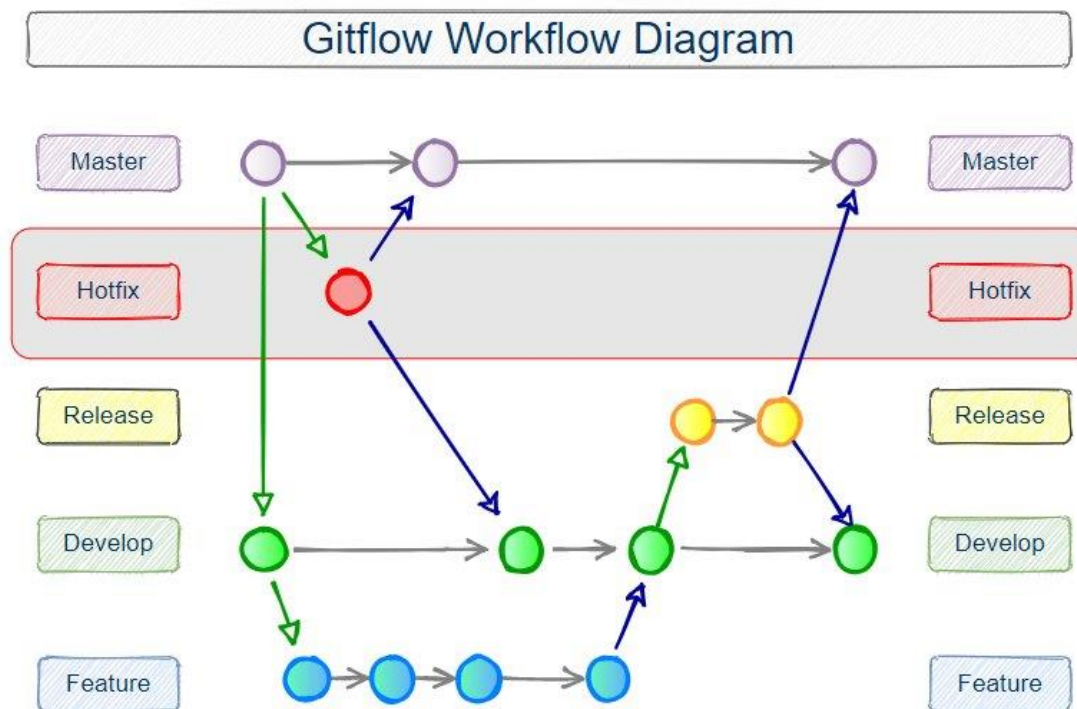 Gitflow Workflow Diagram
Master
Master
Hotfix
Hotfix
Release
Release
Develop
Develop
Feature
Feature